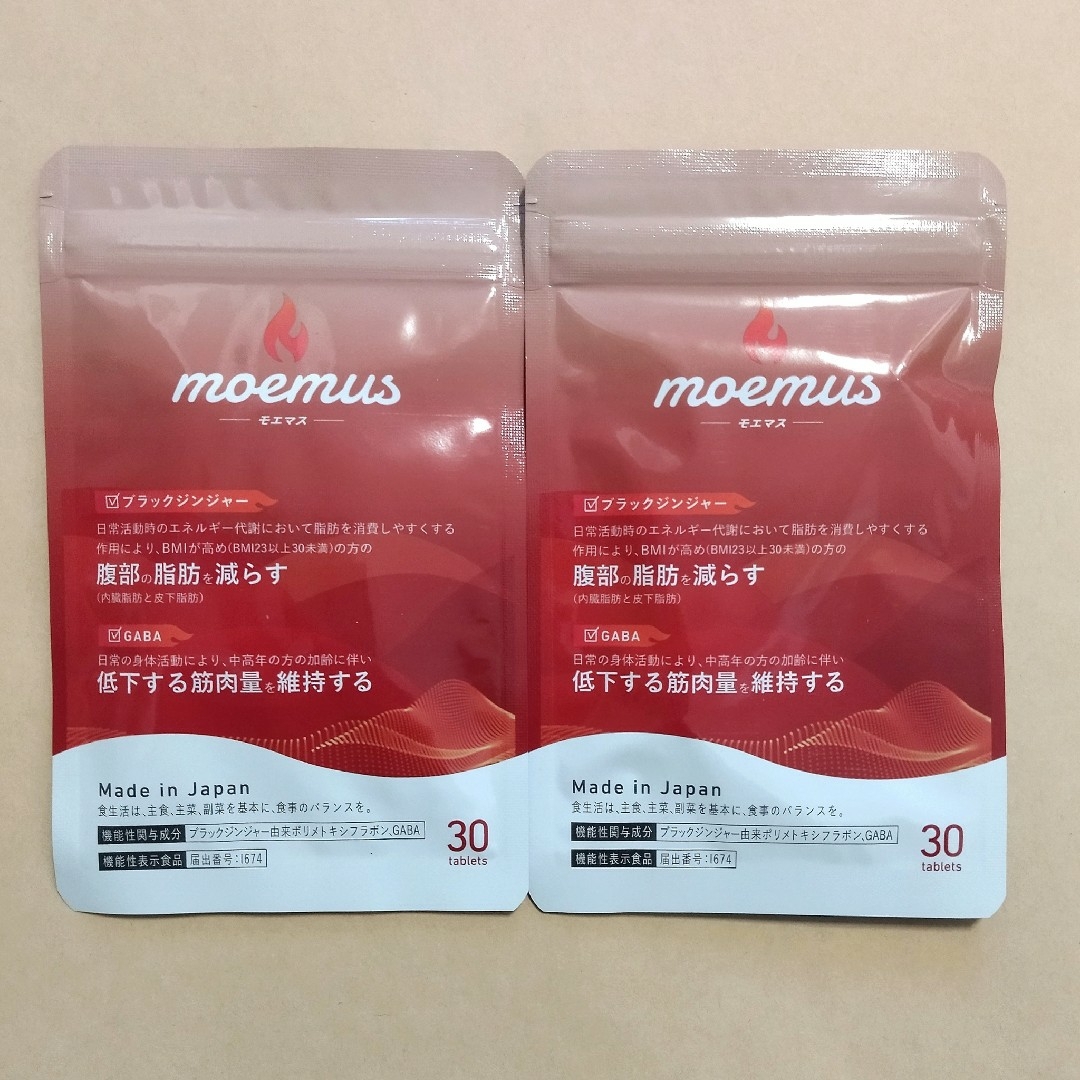 moemus
モエマス
ブラックジンジャー
日常活動時のエネルギー代謝において脂肪を消費しやすくする
作用により、BMIが高め(BMI23以上30未満)の方の
腹部の脂肪を減らす
(内臓脂肪と皮下脂肪)
GABA
日常の身体活動により、中高年の方の加齢に伴い
低下する筋肉量を維持する
Made in Japan
食生活は、主食、主菜、副菜を基本に、食事のバランスを。
機能性関与成分 ブラックジンジャー由来ポリメトキシフラボン、GABA
機能性表示食品 届出番号:I674
30
tablets
moemus
モエマス
ブラックジンジャー
日常活動時のエネルギー代謝において脂肪を消費しやすくする
作用により、BMIが高め(BMI23以上30未満)の方の
腹部の脂肪を減らす
(内臓脂肪と皮下脂肪)
GABA
日常の身体活動により、中高年の方の加齢に伴い
低下する筋肉量を維持する
Made in Japan
食生活は、主食、主菜、副菜を基本に、食事のバランスを。
機能性関与成分 ブラックジンジャー由来ポリメトキシフラボン、GABA
機能性表示食品 届出番号:I674
30
tablets